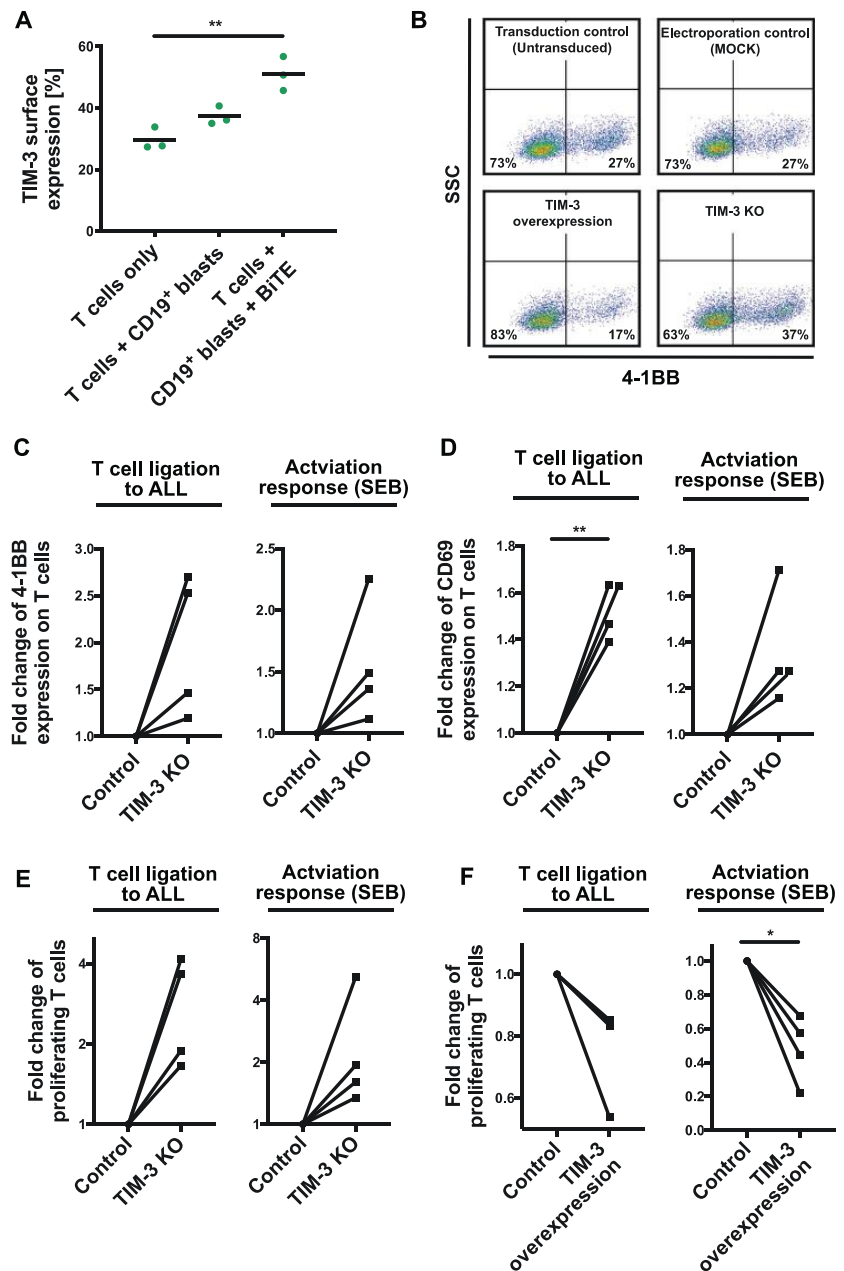 A
**
TIM-3 surface
expression [%]
60
40
20
0
T cells only
T cells + CD19+ blasts
T cells +
CD19+ blasts + BiTE
B
SSC
Transduction control
(Untransduced)
73%
27%
Electroporation control
(MOCK)
73%
27%
TIM-3
overexpression
83%
17%
TIM-3 KO
63%
37%
4-1BB
C
T cell ligation
to ALL
Fold change of 4-1BB
expression on T cells
3.0
2.5
2.0
1.5
1.0
Control
TIM-3 KO
Actviation
response (SEB)
2.5
2.0
1.5
1.0
Control
TIM-3 KO
D
T cell ligation
to ALL
Fold change of CD69
expression on T cells
**
1.8
1.6
1.4
1.2
1.0
Control
TIM-3 KO
Actviation
response (SEB)
1.8
1.6
1.4
1.2
1.0
Control
TIM-3 KO
E
T cell ligation
to ALL
Fold change of
proliferating T cells
4
2
1
Control
TIM-3 KO
Actviation
response (SEB)
8
4
2
1
Control
TIM-3 KO
F
T cell ligation
to ALL
Fold change of
proliferating T cells
1.0
0.8
0.6
Control
TIM-3
overexpression
Actviation
response (SEB)
*
1.0
0.8
0.6
0.4
0.2
0.0
Control
TIM-3
overexpression